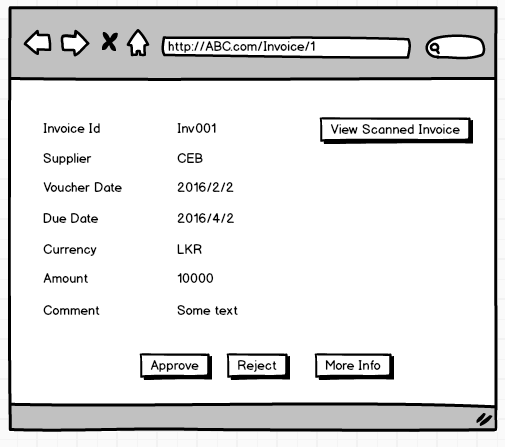 http://ABC.com/Invoice/1
Invoice Id Inv001 View Scanned Invoice
Supplier CEB
Voucher Date 2016/2/2
Due Date 2016/4/2
Currency LKR
Amount 10000
Comment Some text
Approve Reject More Info